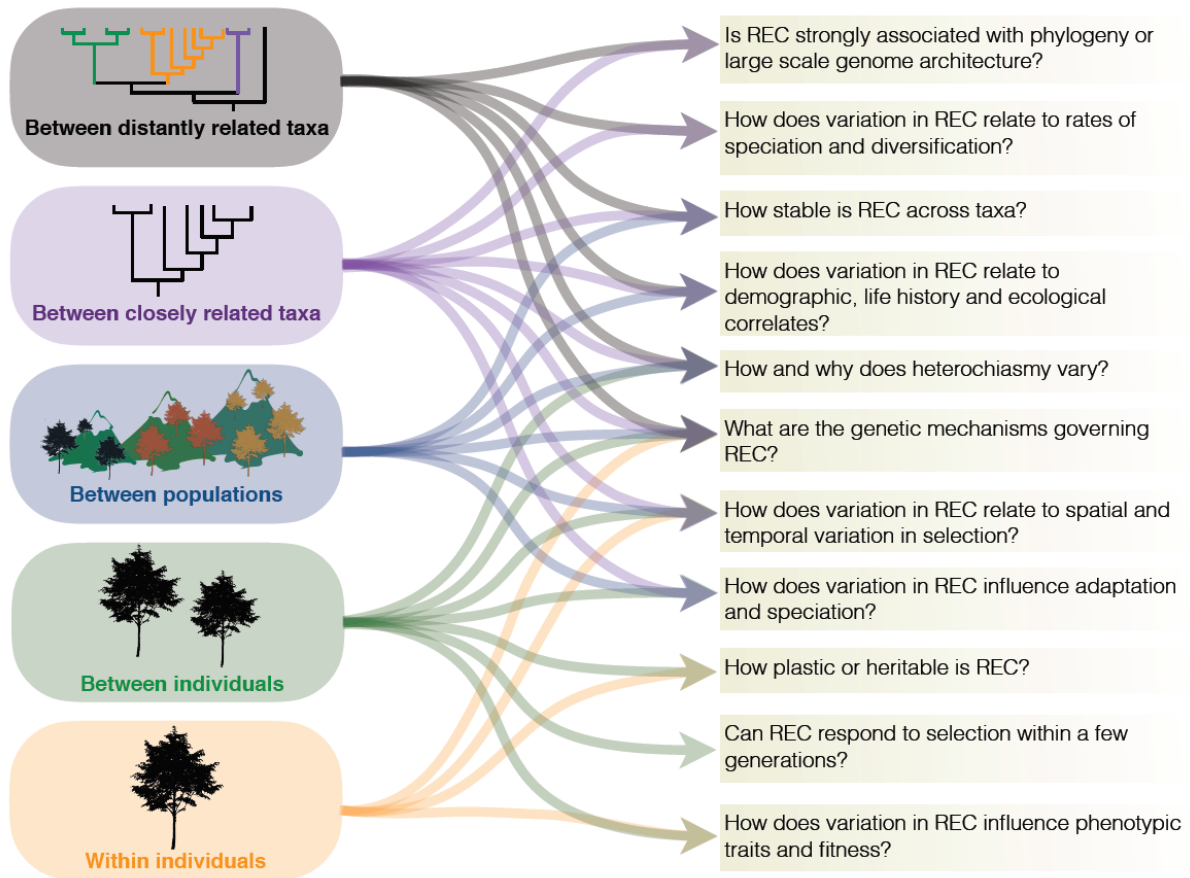 Between distantly related taxa
Between closely related taxa
Between populations
Between individuals
Within individuals
Is REC strongly associated with phylogeny or
large scale genome architecture?
How does variation in REC relate to rates of
speciation and diversification?
How stable is REC across taxa?
How does variation in REC relate to
demographic, life history and ecological
correlates?
How and why does heterochiasmy vary?
What are the genetic mechanisms governing
REC?
How does variation in REC relate to spatial and
temporal variation in selection?
How does variation in REC influence adaptation
and speciation?
How plastic or heritable is REC?
Can REC respond to selection within a few
generations?
How does variation in REC influence phenotypic
traits and fitness?